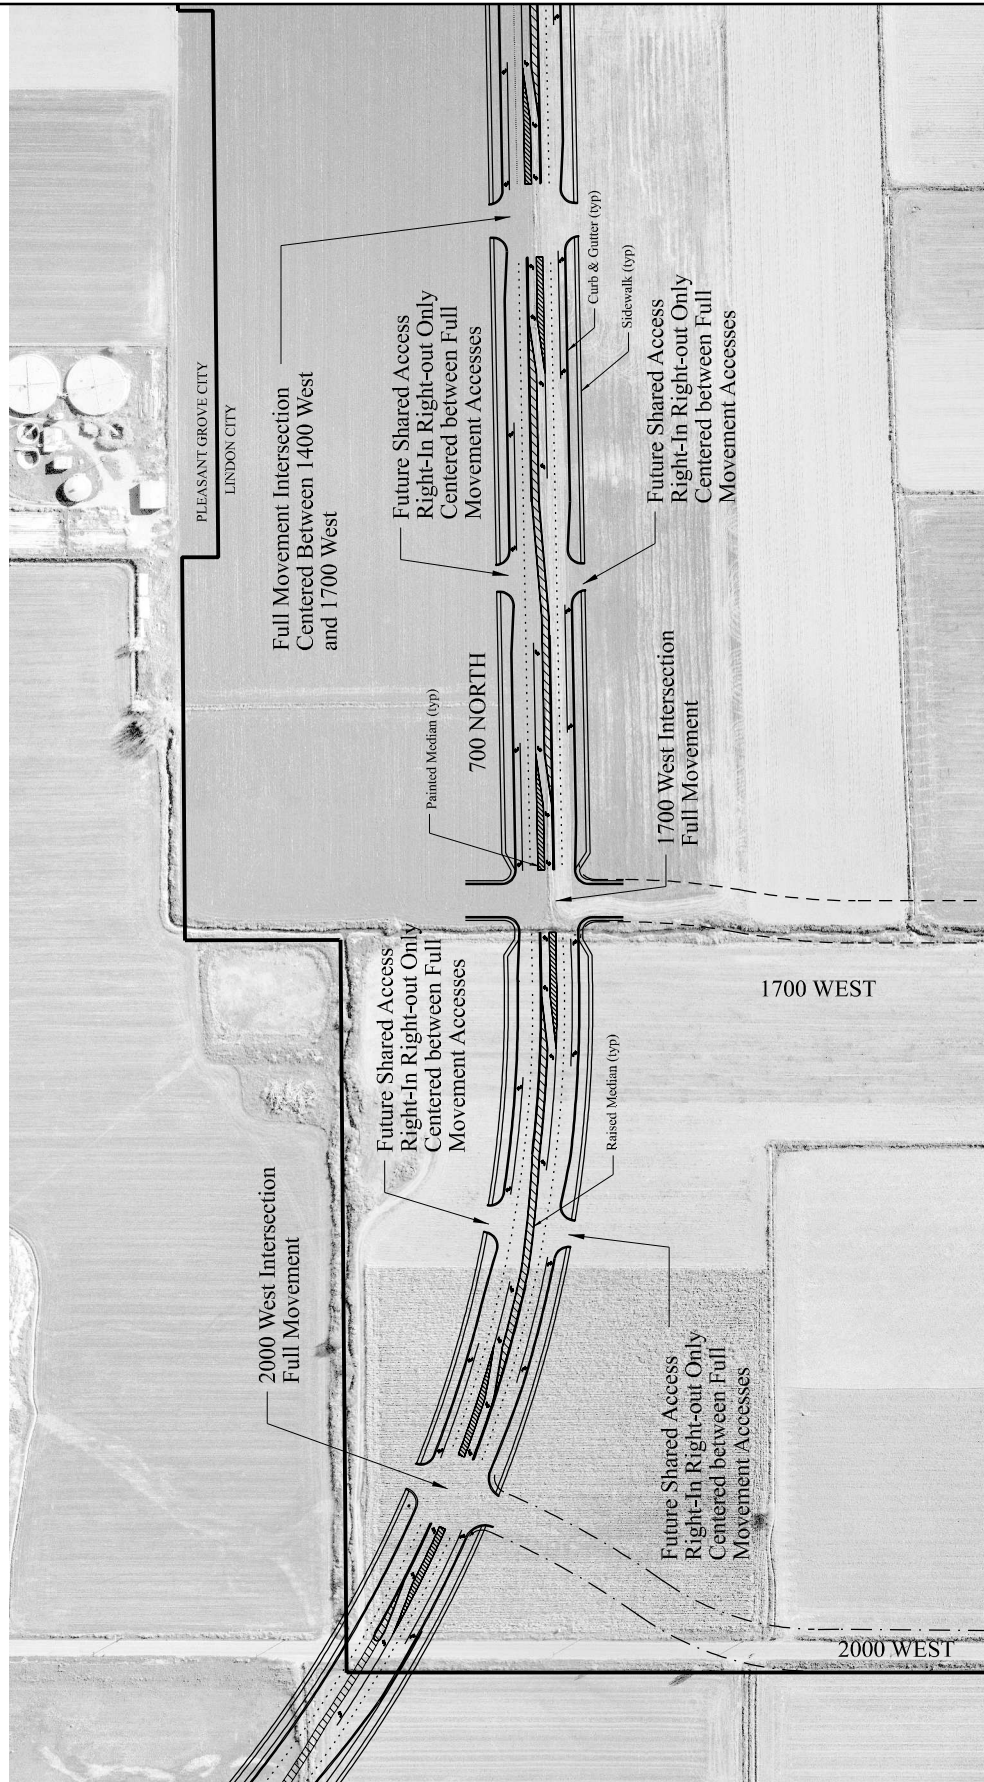 PLEASANT GROVE CITY
LINDON CITY
Full Movement Intersection
Centered Between 1400 West
and 1700 West
Future Shared Access
Right-In Right-out Only
Centered between Full
Movement Accesses
Curb & Gutter (typ)
Sidewalk (typ)
Future Shared Access
Right-In Right-out Only
Centered between Full
Movement Accesses
Painted Median (typ)
700 NORTH
1700 West Intersection
Full Movement
Future Shared Access
Right-In Right-out Only
Centered between Full
Movement Accesses
1700 WEST
Raised Median (typ)
2000 West Intersection
Full Movement
Future Shared Access
Right-In Right-out Only
Centered between Full
Movement Accesses
2000 WEST